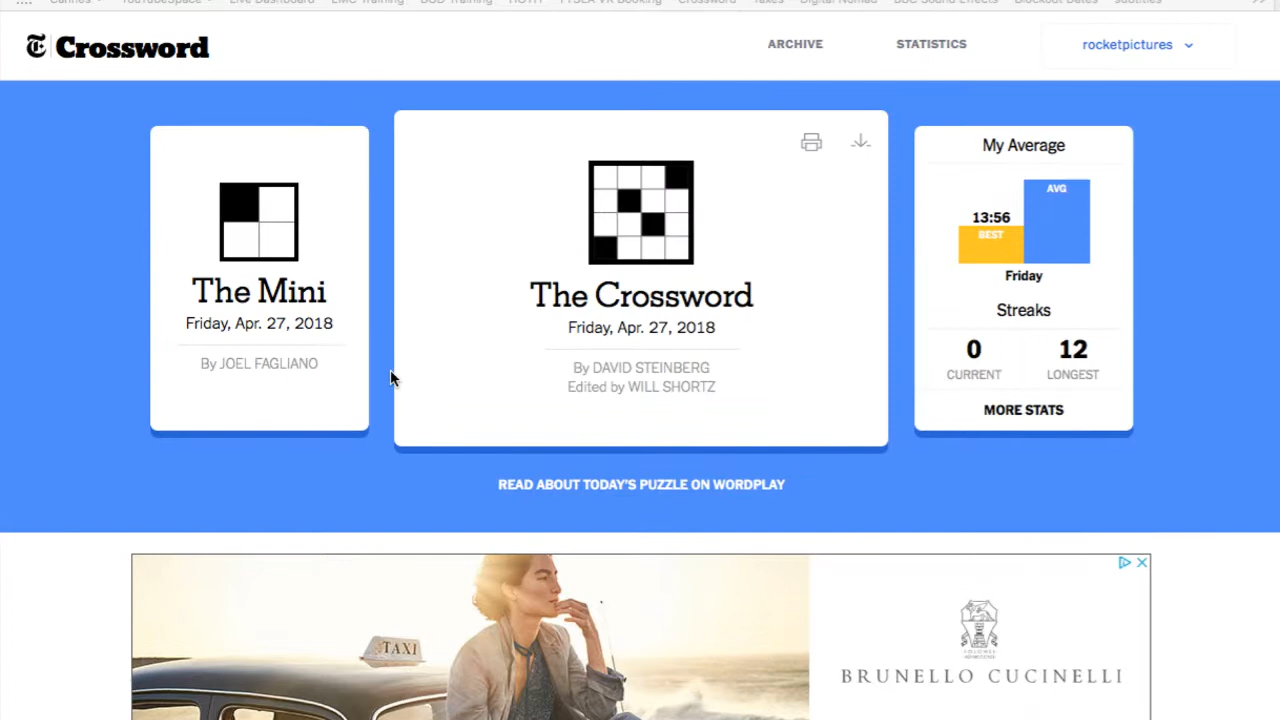 Crossword
ARCHIVE
STATISTICS
rocketpictures
The Mini
Friday, Apr. 27, 2018
By JOEL FAGLIANO
The Crossword
Friday, Apr. 27, 2018
By DAVID STEINBERG
Edited by WILL SHORTZ
My Average
AVG
13:56
BEST
Friday
Streaks
0
12
CURRENT
LONGEST
MORE STATS
READ ABOUT TODAY'S PUZZLE ON WORDPLAY
TAXI
BRUNELLO CUCINELLI